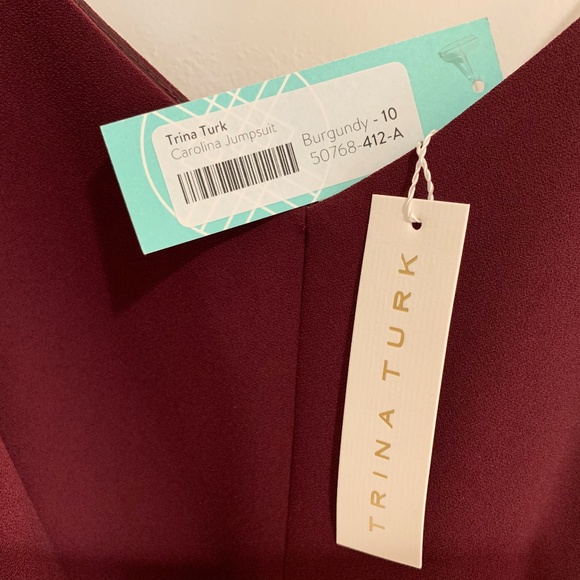 Trina Turk
Carolina Jumpsuit
Burgundy - 10
50768-412-A
TRINA TURK